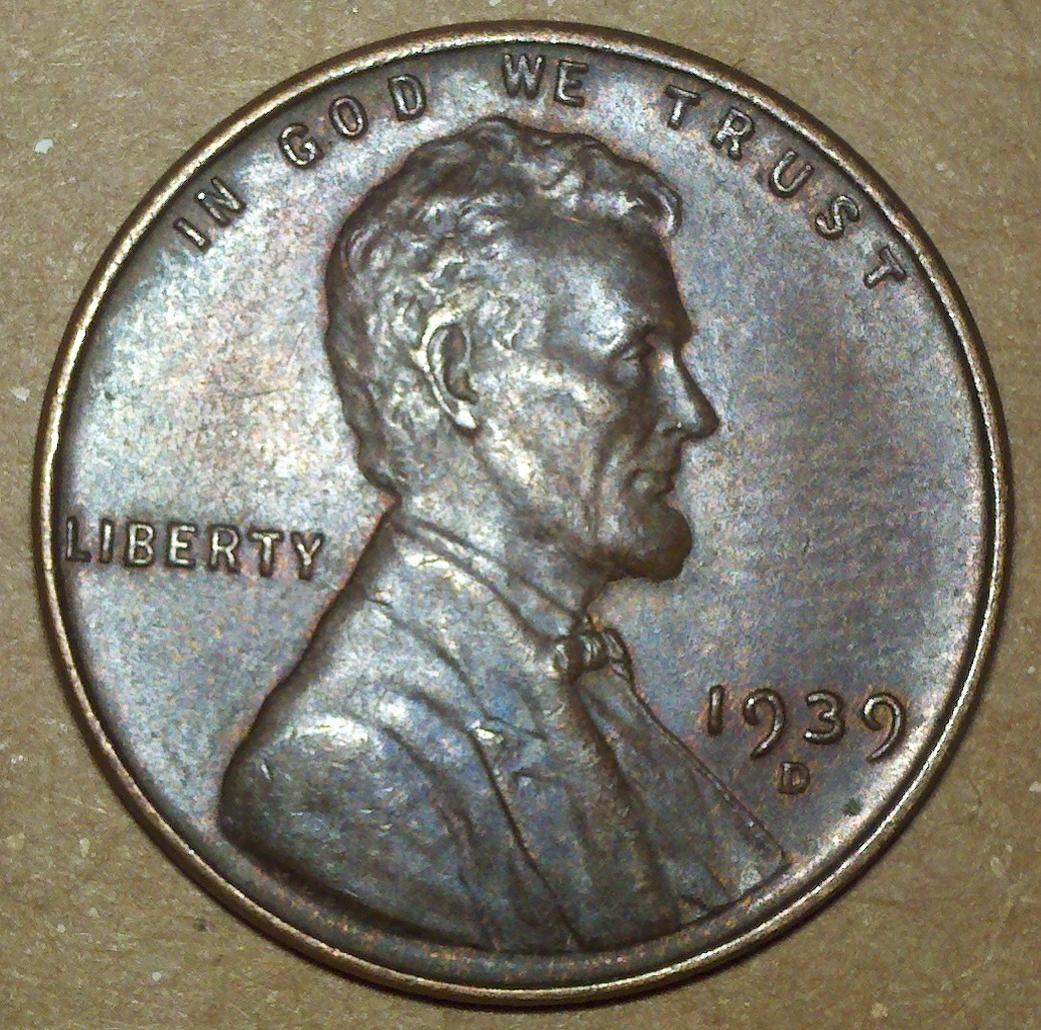 IN GOD WE TRUST
LIBERTY
1939
D